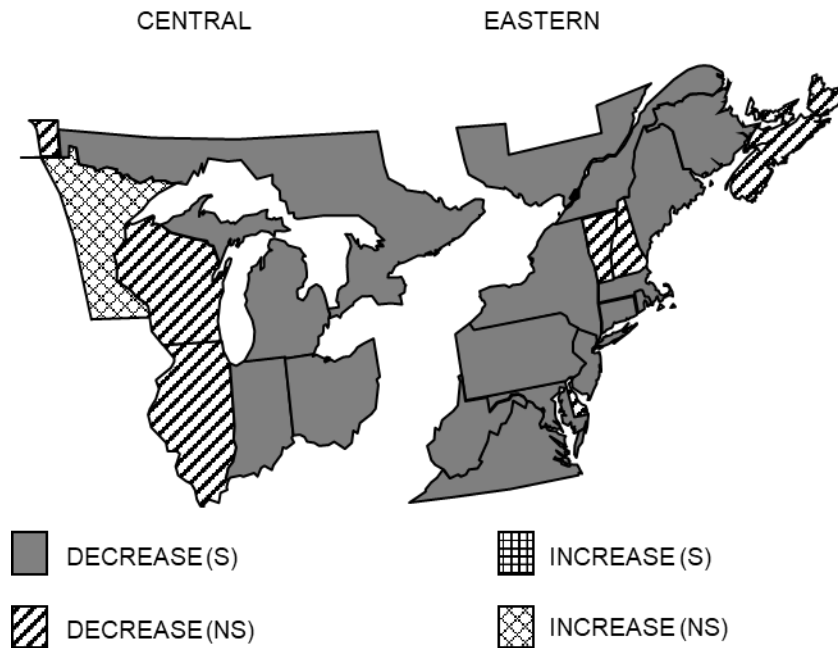 CENTRAL EASTERN
DECREASE (S) INCREASE (S)
DECREASE (NS) INCREASE (NS)